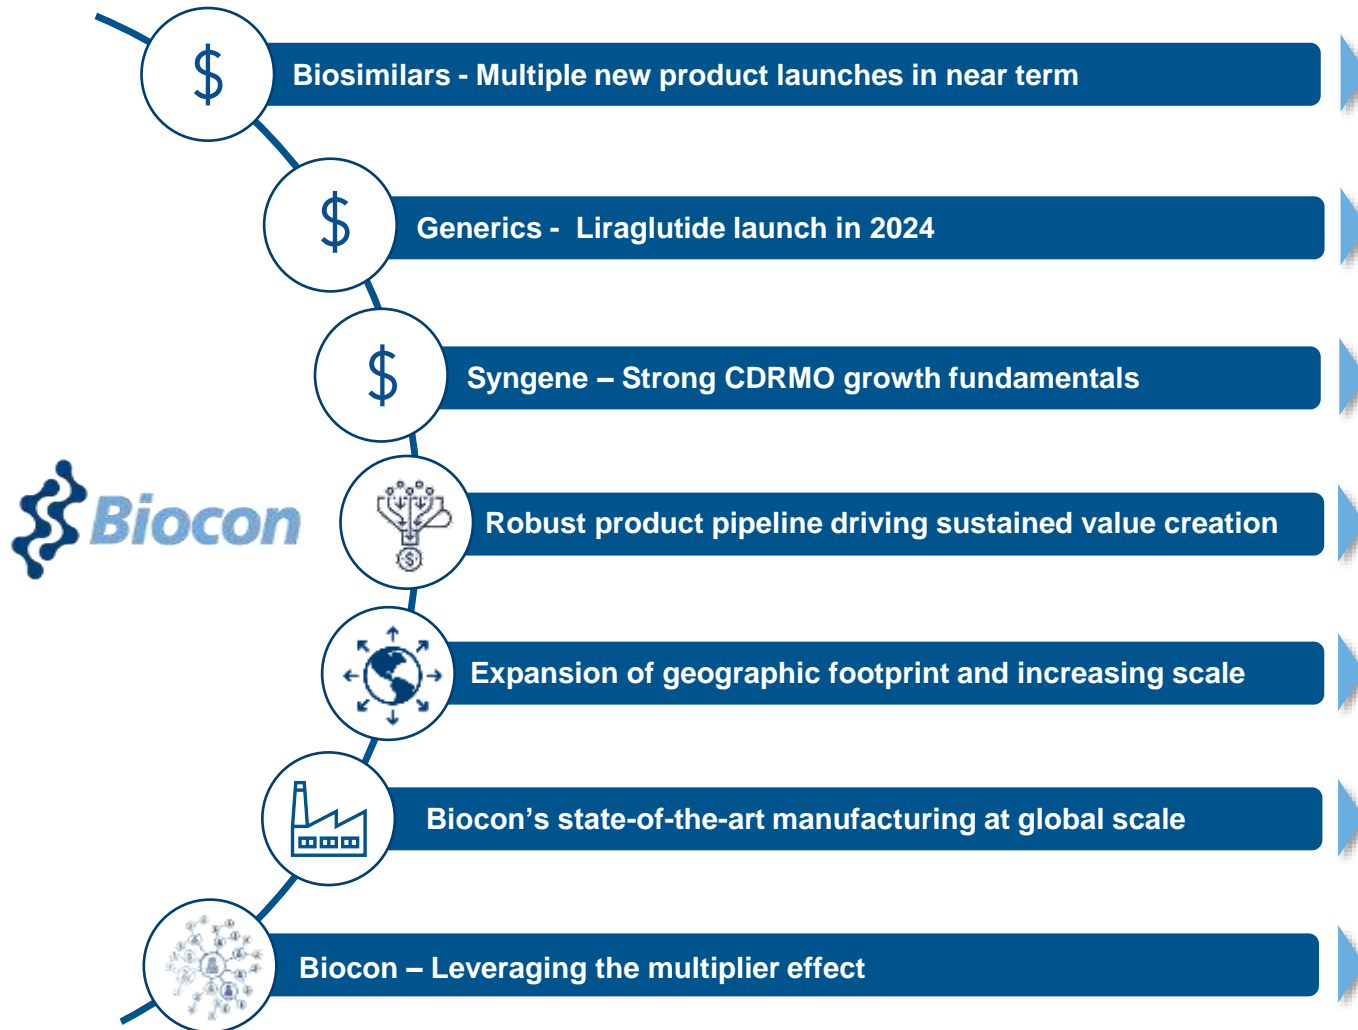 Biosimilars - Multiple new product launches in near term
Generics - Liraglutide launch in 2024
Syngene – Strong CDRMO growth fundamentals
Biocon
Robust product pipeline driving sustained value creation
Expansion of geographic footprint and increasing scale
Biocon’s state-of-the-art manufacturing at global scale
Biocon – Leveraging the multiplier effect